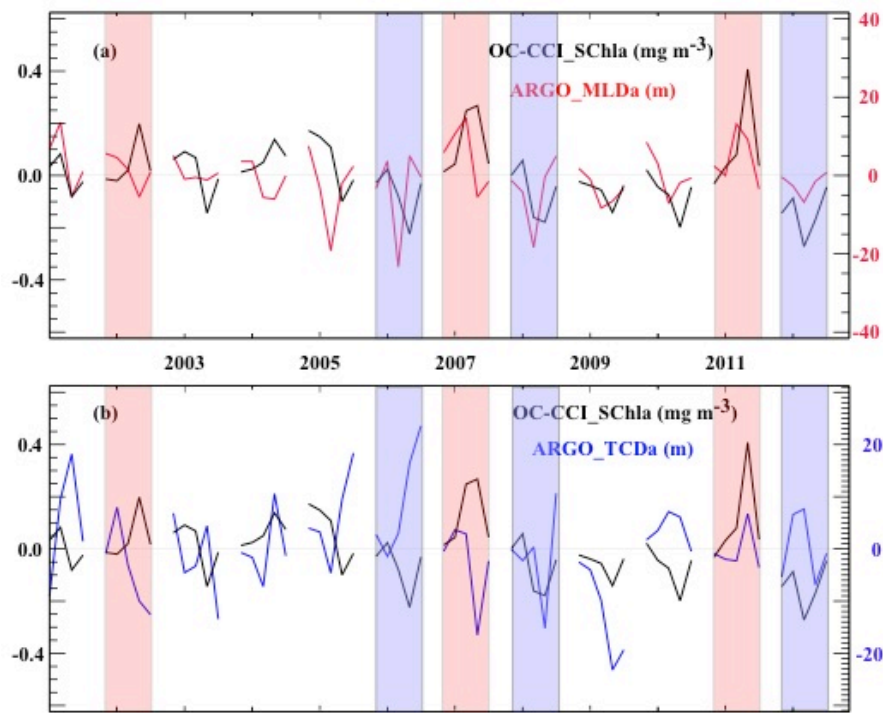 (a) OC-CCI_SChla (mg m-3)
ARGO_MLDa (m)
0.4
0.0
-0.4
40
20
0
-20
-40
2003 2005 2007 2009 2011
(b) OC-CCI_SChla (mg m-3)
ARGO_TCDa (m)
0.4
0.0
-0.4
20
0
-20